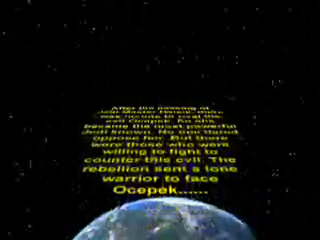 After the passing of
Jedi Master
was no one to rival the
evil Ocepek. So she
became the most powerful
Jedi known. No one dared
oppose her. But there
were those who were
willing to fight to
counter this evil. The
rebellion sent a lone
warrior to face
Ocepek......